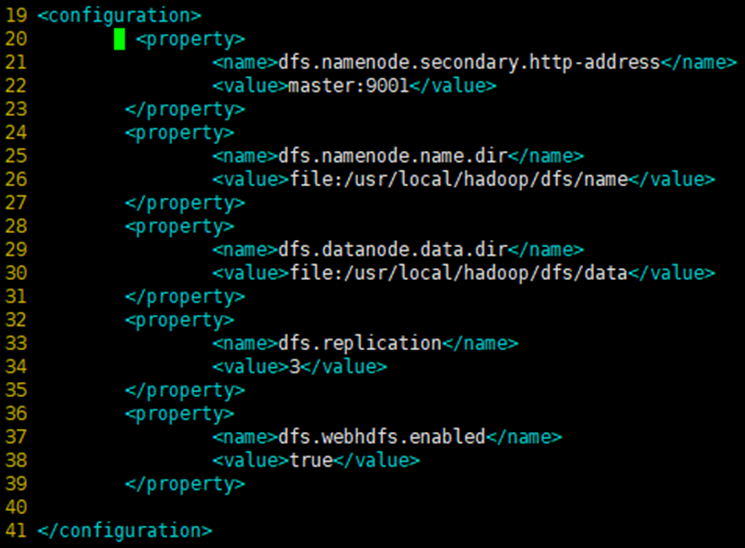 19 <configuration>
20 <property>
21 <name>dfs.namenode.secondary.http-address</name>
22 <value>master:9001</value>
23 </property>
24 <property>
25 <name>dfs.namenode.name.dir</name>
26 <value>file:/usr/local/hadoop/dfs/name</value>
27 </property>
28 <property>
29 <name>dfs.datanode.data.dir</name>
30 <value>file:/usr/local/hadoop/dfs/data</value>
31 </property>
32 <property>
33 <name>dfs.replication</name>
34 <value>3</value>
35 </property>
36 <property>
37 <name>dfs.webhdfs.enabled</name>
38 <value>true</value>
39 </property>
40
41 </configuration>